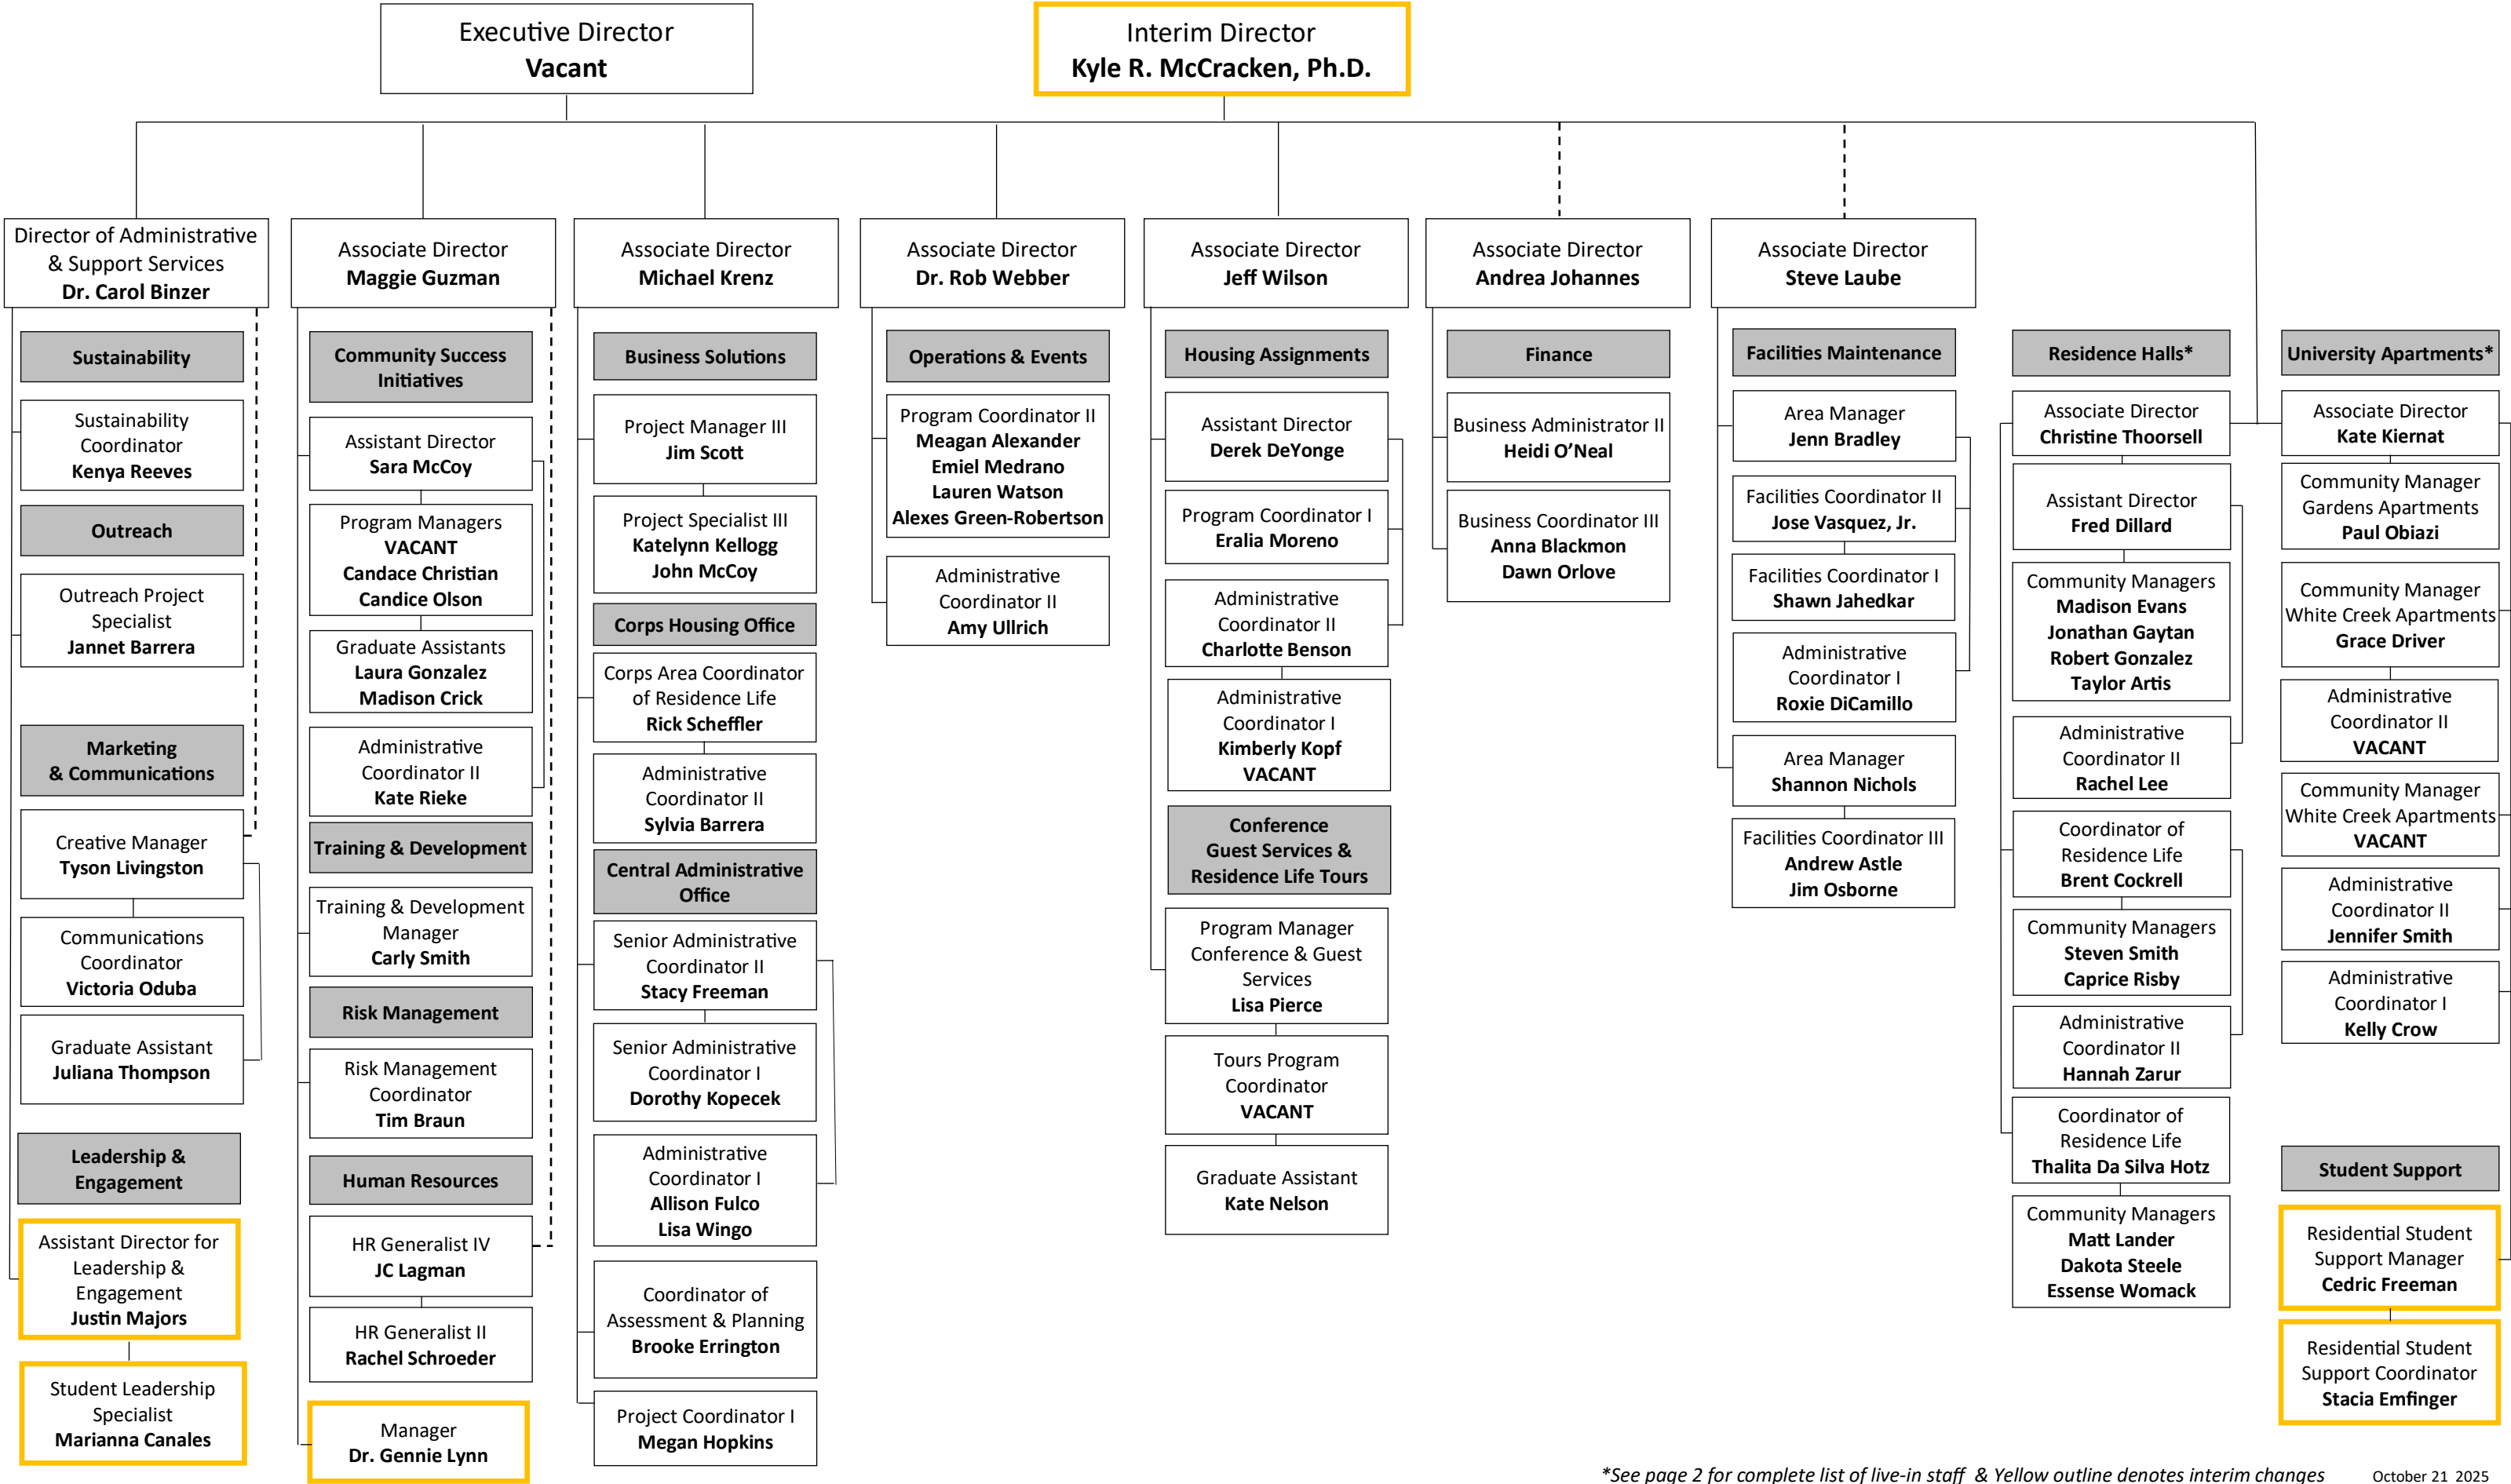 Executive Director
Vacant
Interim Director
Kyle R. McCracken, Ph.D.
Director of Administrative
& Support Services
Dr. Carol Binzer
Sustainability
Sustainability
Coordinator
Kenya Reeves
Outreach
Outreach Project
Specialist
Jannet Barrera
Marketing
& Communications
Creative Manager
Tyson Livingston
Communications
Coordinator
Victoria Oduba
Graduate Assistant
Juliana Thompson
Leadership &
Engagement
Assistant Director for
Leadership &
Engagement
Justin Majors
Student Leadership
Specialist
Marianna Canales
Associate Director
Maggie Guzman
Community Success
Initiatives
Assistant Director
Sara McCoy
Program Managers
VACANT
Candace Christian
Candice Olson
Graduate Assistants
Laura Gonzalez
Madison Crick
Administrative
Coordinator II
Kate Rieke
Training & Development
Training & Development
Manager
Carly Smith
Risk Management
Risk Management
Coordinator
Tim Braun
Human Resources
HR Generalist IV
JC Lagman
HR Generalist II
Rachel Schroeder
Manager
Dr. Gennie Lynn
Associate Director
Michael Krenz
Business Solutions
Project Manager III
Jim Scott
Project Specialist III
Katelynn Kellogg
John McCoy
Corps Housing Office
Corps Area Coordinator
of Residence Life
Rick Scheffler
Administrative
Coordinator II
Sylvia Barrera
Central Administrative
Office
Senior Administrative
Coordinator II
Stacy Freeman
Senior Administrative
Coordinator I
Dorothy Kopecek
Administrative
Coordinator I
Allison Fulco
Lisa Wingo
Coordinator of
Assessment & Planning
Brooke Errington
Project Coordinator I
Megan Hopkins
Associate Director
Dr. Rob Webber
Operations & Events
Program Coordinator II
Meagan Alexander
Emiel Medrano
Lauren Watson
Alexes Green-Robertson
Administrative
Coordinator II
Amy Ullrich
Associate Director
Jeff Wilson
Housing Assignments
Assistant Director
Derek DeYonge
Program Coordinator I
Eralia Moreno
Administrative
Coordinator II
Charlotte Benson
Administrative
Coordinator I
Kimberly Kopf
VACANT
Conference
Guest Services &
Residence Life Tours
Program Manager
Conference & Guest
Services
Lisa Pierce
Tours Program
Coordinator
VACANT
Graduate Assistant
Kate Nelson
Associate Director
Andrea Johannes
Finance
Business Administrator II
Heidi O’Neal
Business Coordinator III
Anna Blackmon
Dawn Orlove
Associate Director
Steve Laube
Facilities Maintenance
Area Manager
Jenn Bradley
Facilities Coordinator II
Jose Vasquez, Jr.
Facilities Coordinator I
Shawn Jahedkar
Administrative
Coordinator I
Roxie DiCamillo
Area Manager
Shannon Nichols
Facilities Coordinator III
Andrew Astle
Jim Osborne
Residence Halls*
Associate Director
Christine Thoorsell
Assistant Director
Fred Dillard
Community Managers
Madison Evans
Jonathan Gaytan
Robert Gonzalez
Taylor Artis
Administrative
Coordinator II
Rachel Lee
Coordinator of
Residence Life
Brent Cockrell
Community Managers
Steven Smith
Caprice Risby
Administrative
Coordinator II
Hannah Zarur
Coordinator of
Residence Life
Thalita Da Silva Hotz
Community Managers
Matt Lander
Dakota Steele
Essense Womack
University Apartments*
Associate Director
Kate Kiernat
Community Manager
Gardens Apartments
Paul Obiazi
Community Manager
White Creek Apartments
Grace Driver
Administrative
Coordinator II
VACANT
Community Manager
White Creek Apartments
VACANT
Administrative
Coordinator II
Jennifer Smith
Administrative
Coordinator I
Kelly Crow
Student Support
Residential Student
Support Manager
Cedric Freeman
Residential Student
Support Coordinator
Stacia Emfinger
*See page 2 for complete list of live-in staff & Yellow outline denotes interim changes
October 21 2025